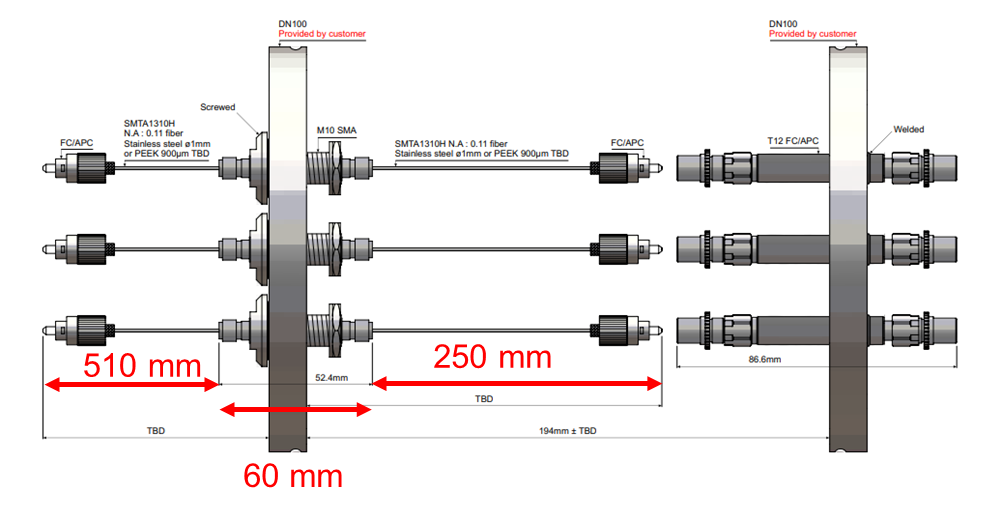 DN100
Provided by customer
DN100
Provided by customer
Screwed
SMTA1310H
N.A : 0.11 fiber
Stainless steel ø1mm
or PEEK 900µm TBD
FC/APC
M10 SMA
SMTA1310H N.A : 0.11 fiber
Stainless steel ø1mm or PEEK 900µm TBD
FC/APC
T12 FC/APC
Welded
510 mm
52.4mm
250 mm
86.6mm
TBD
TBD
194mm ± TBD
60 mm